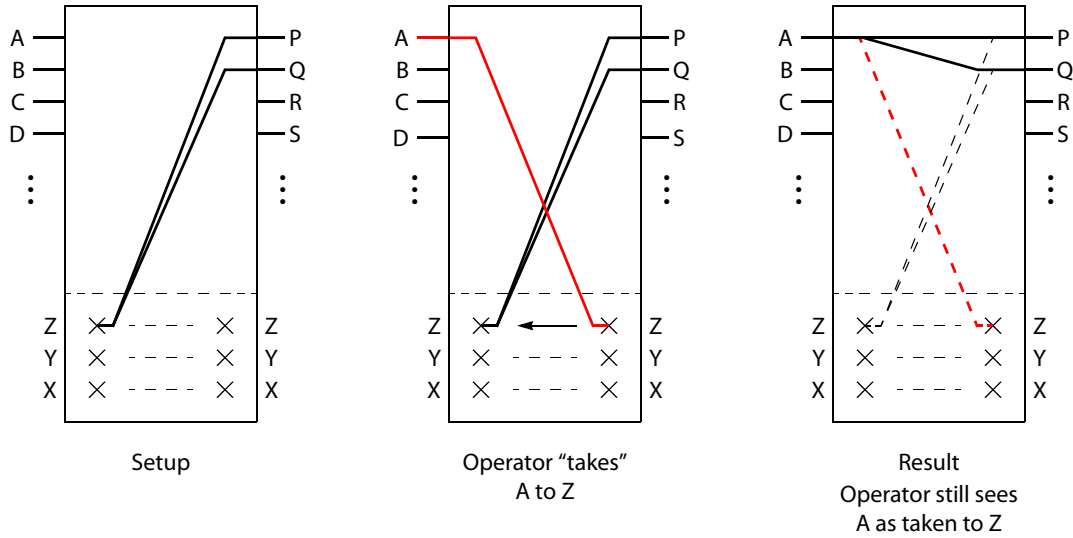 A P A P A P
B Q B Q B Q
C R C R C R
D S D S D S
Z Z Z Z Z Z
Y Y Y Y Y Y
X X X X X X
Setup
Operator “takes”
A to Z
Result
Operator still sees
A as taken to Z